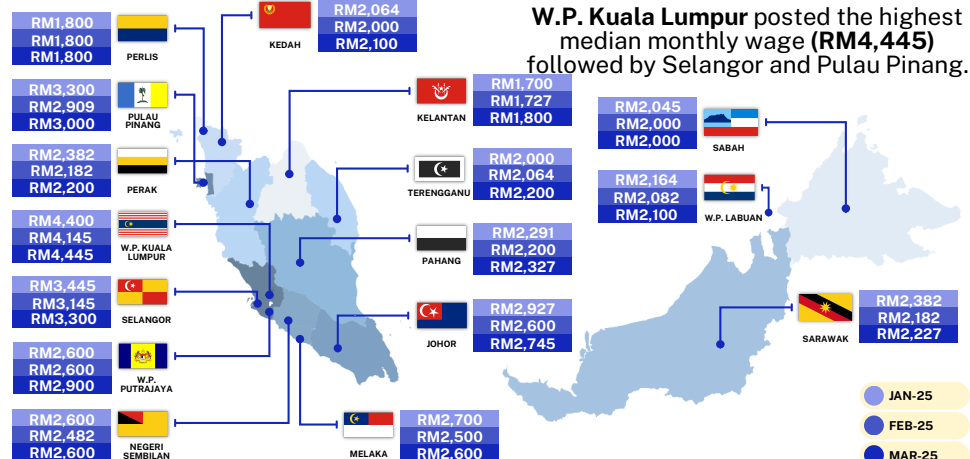 W.P. Kuala Lumpur posted the highest
median monthly wage (RM4,445)
followed by Selangor and Pulau Pinang.
RM1,800
RM1,800
RM1,800
PERLIS
RM2,064
RM2,000
RM2,100
KEDAH
RM3,300
RM2,909
RM3,000
PULAU
PINANG
RM1,700
RM1,727
RM1,800
KELANTAN
RM2,045
RM2,000
RM2,000
SABAH
RM2,382
RM2,182
RM2,200
PERAK
RM2,000
RM2,064
RM2,200
TERENGGANU
RM2,164
RM2,082
RM2,100
W.P. LABUAN
RM4,400
RM4,145
RM4,445
W.P. KUALA
LUMPUR
RM2,291
RM2,200
RM2,327
PAHANG
RM3,445
RM3,145
RM3,300
SELANGOR
RM2,927
RM2,600
RM2,745
JOHOR
RM2,382
RM2,182
RM2,227
SARAWAK
RM2,600
RM2,600
RM2,900
W.P.
PUTRAJAYA
RM2,600
RM2,482
RM2,600
NEGERI
SEMBILAN
RM2,700
RM2,500
RM2,600
MELAKA
JAN-25
FEB-25
MAR-25